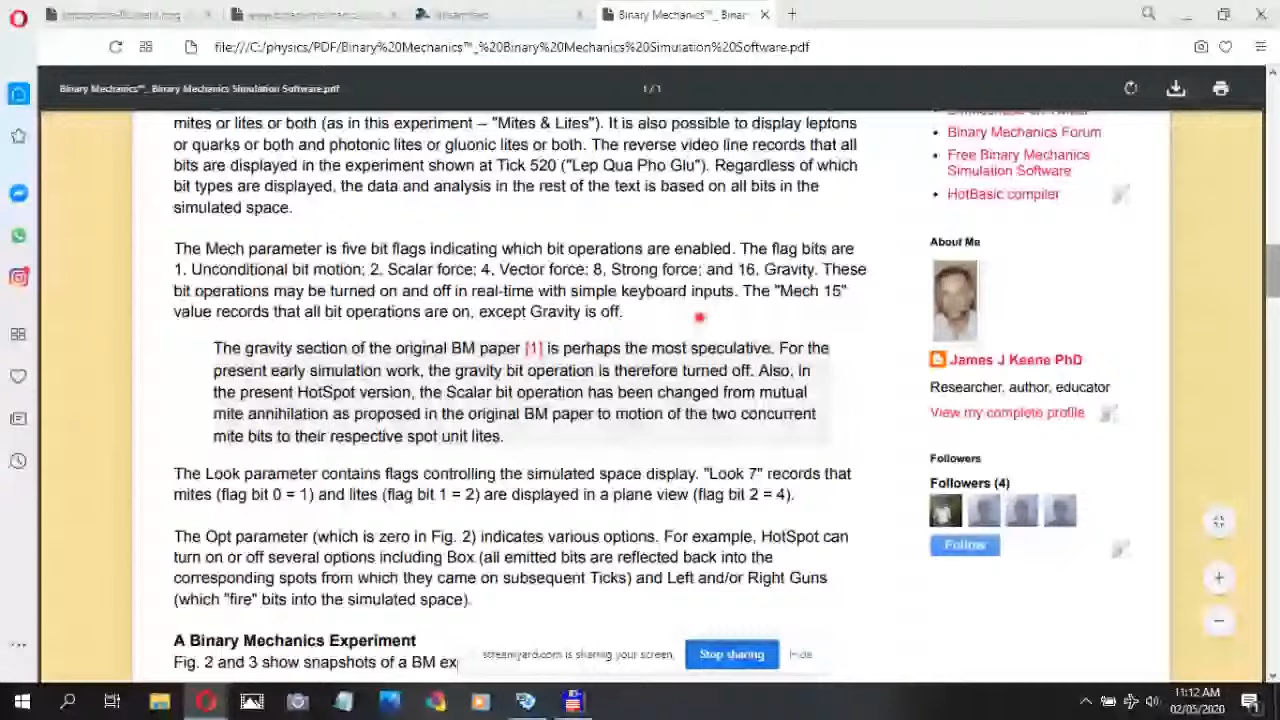 Binary Mechanics™_ Binar
file:///C:/physics/PDF/Binary%20Mechanics™_%20Binary%20Mechanics%20Simulation%20Software.pdf
Binary Mechanics™_ Binary Mechanics Simulation Software.pdf
1 / 1
mites or lites or both (as in this experiment -- "Mites & Lites"). It is also possible to display leptons
or quarks or both and photonic lites or gluonic lites or both. The reverse video line records that all
bits are displayed in the experiment shown at Tick 520 ("Lep Qua Pho Glu"). Regardless of which
bit types are displayed, the data and analysis in the rest of the text is based on all bits in the
simulated space.
The Mech parameter is five bit flags indicating which bit operations are enabled. The flag bits are
1, Unconditional bit motion; 2, Scalar force; 4, Vector force; 8, Strong force; and 16, Gravity. These
bit operations may be turned on and off in real-time with simple keyboard inputs. The "Mech 15"
value records that all bit operations are on, except Gravity is off.
The gravity section of the original BM paper [1] is perhaps the most speculative. For the
present early simulation work, the gravity bit operation is therefore turned off. Also, in
the present HotSpot version, the Scalar bit operation has been changed from mutual
mite annihilation as proposed in the original BM paper to motion of the two concurrent
mite bits to their respective spot unit lites.
The Look parameter contains flags controlling the simulated space display. "Look 7" records that
mites (flag bit 0 = 1) and lites (flag bit 1 = 2) are displayed in a plane view (flag bit 2 = 4).
The Opt parameter (which is zero in Fig. 2) indicates various options. For example, HotSpot can
turn on or off several options including Box (all emitted bits are reflected back into the
corresponding spots from which they came on subsequent Ticks) and Left and/or Right Guns
(which "fire" bits into the simulated space).
A Binary Mechanics Experiment
Fig. 2 and 3 show snapshots of a BM ex
Binary Mechanics Forum
Free Binary Mechanics
Simulation Software
HotBasic compiler
About Me
James J Keene PhD
Researcher, author, educator
View my complete profile
Followers
Followers (4)
Follow
streamyard.com is sharing your screen.
Stop sharing
Hide
11:12 AM
02/05/2020